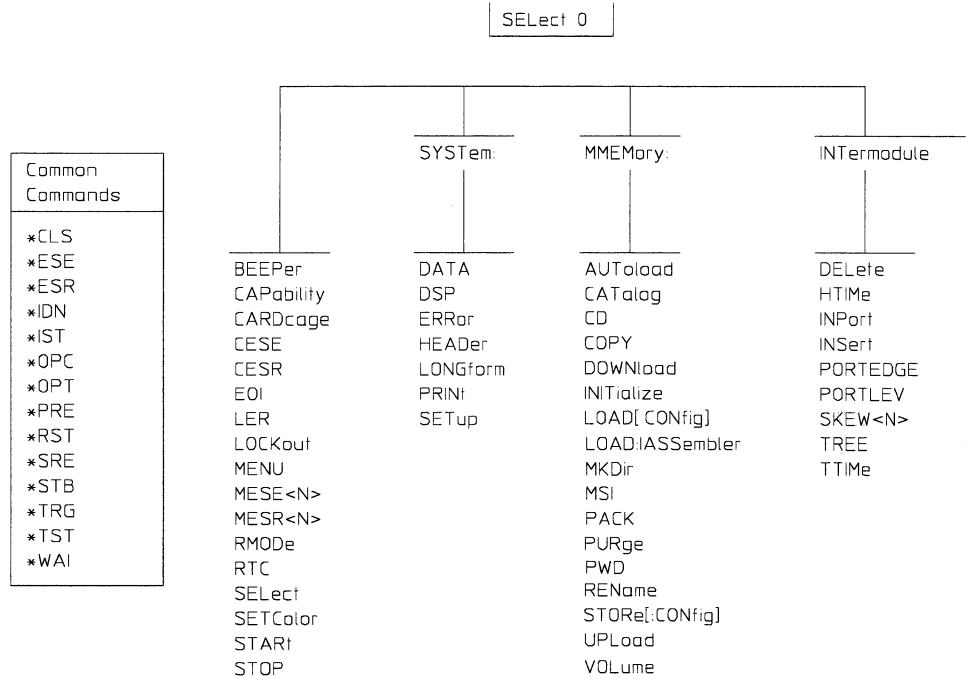 SELect 0
Common
Commands
*CLS
*ESE
*ESR
*IDN
*IST
*OPC
*OPT
*PRE
*RST
*SRE
*STB
*TRG
*TST
*WAI
BEEPer
CAPability
CARDcage
CESE
CESR
EOI
LER
LOCKout
MENU
MESE<N>
MESR<N>
RMODe
RTC
SELect
SETColor
STARt
STOP
SYSTem:
DATA
DSP
ERRor
HEADer
LONGform
PRINt
SETup
MMEMory:
AUToload
CATalog
CD
COPY
DOWNload
INITialize
LOAD[:CONfig]
LOAD:IASSembler
MKDir
MSI
PACK
PURge
PWD
REName
STORe[:CONfig]
UPLoad
VOLume
INTermodule
DELete
HTIMe
INPort
INSert
PORTEDGE
PORTLEV
SKEW<N>
TREE
TTIMe